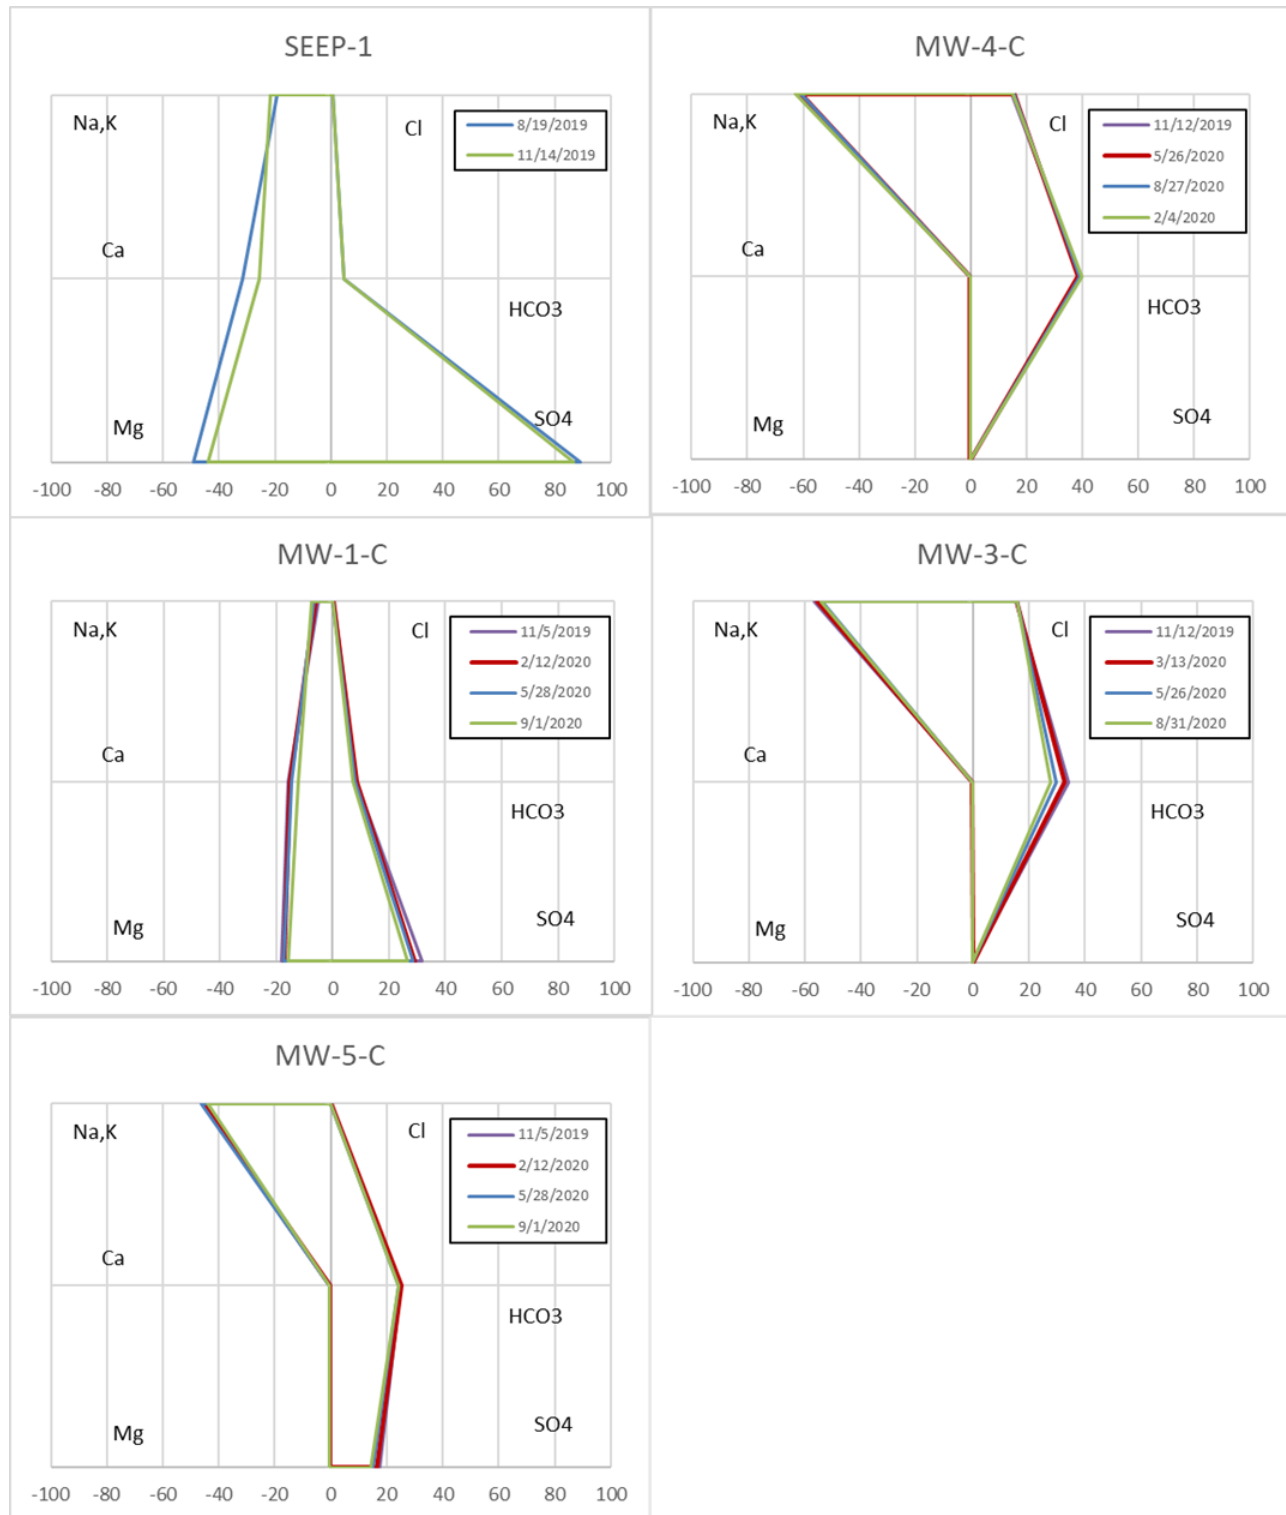 SEEP-1
Na,K
Cl
8/19/2019
11/14/2019
Ca
HCO3
SO4
Mg
-100 -80 -60 -40 -20 0 20 40 60 80 100
MW-4-C
Na,K
Cl
11/12/2019
5/26/2020
8/27/2020
2/4/2020
Ca
HCO3
SO4
Mg
-100 -80 -60 -40 -20 0 20 40 60 80 100
MW-1-C
Na,K
Cl
11/5/2019
2/12/2020
5/28/2020
9/1/2020
Ca
HCO3
SO4
Mg
-100 -80 -60 -40 -20 0 20 40 60 80 100
MW-3-C
Na,K
Cl
11/12/2019
3/13/2020
5/26/2020
8/31/2020
Ca
HCO3
SO4
Mg
-100 -80 -60 -40 -20 0 20 40 60 80 100
MW-5-C
Na,K
Cl
11/5/2019
2/12/2020
5/28/2020
9/1/2020
Ca
HCO3
SO4
Mg
-100 -80 -60 -40 -20 0 20 40 60 80 100